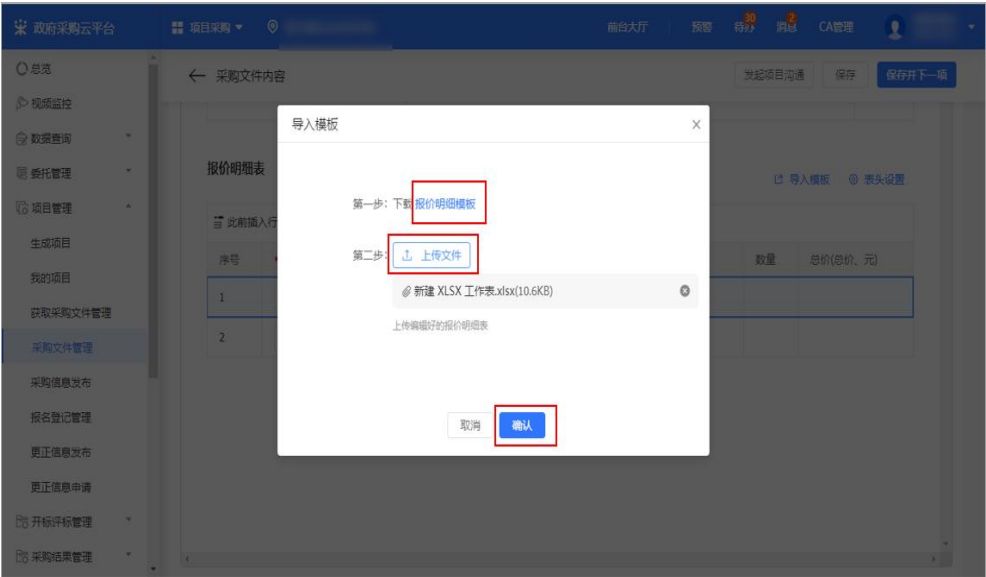 政府采购云平台
项目采购
前台大厅
预警
待办
30
消息
2
CA管理
总览
视频监控
数据查询
委托管理
项目管理
生成项目
我的项目
获取采购文件管理
采购文件管理
采购信息发布
报名登记管理
更正信息发布
更正信息申请
开标评标管理
采购结果管理
← 采购文件内容
发起项目沟通
保存
保存并下一项
报价明细表
导入模板
表头设置
此前插入行
序号
数量
总价(总价、元)
1
2
导入模板
第一步：下载 报价明细模板
第二步： 上传文件
新建 XLSX 工作表.xlsx(10.6KB)
上传编辑好的报价明细表
取消
确认